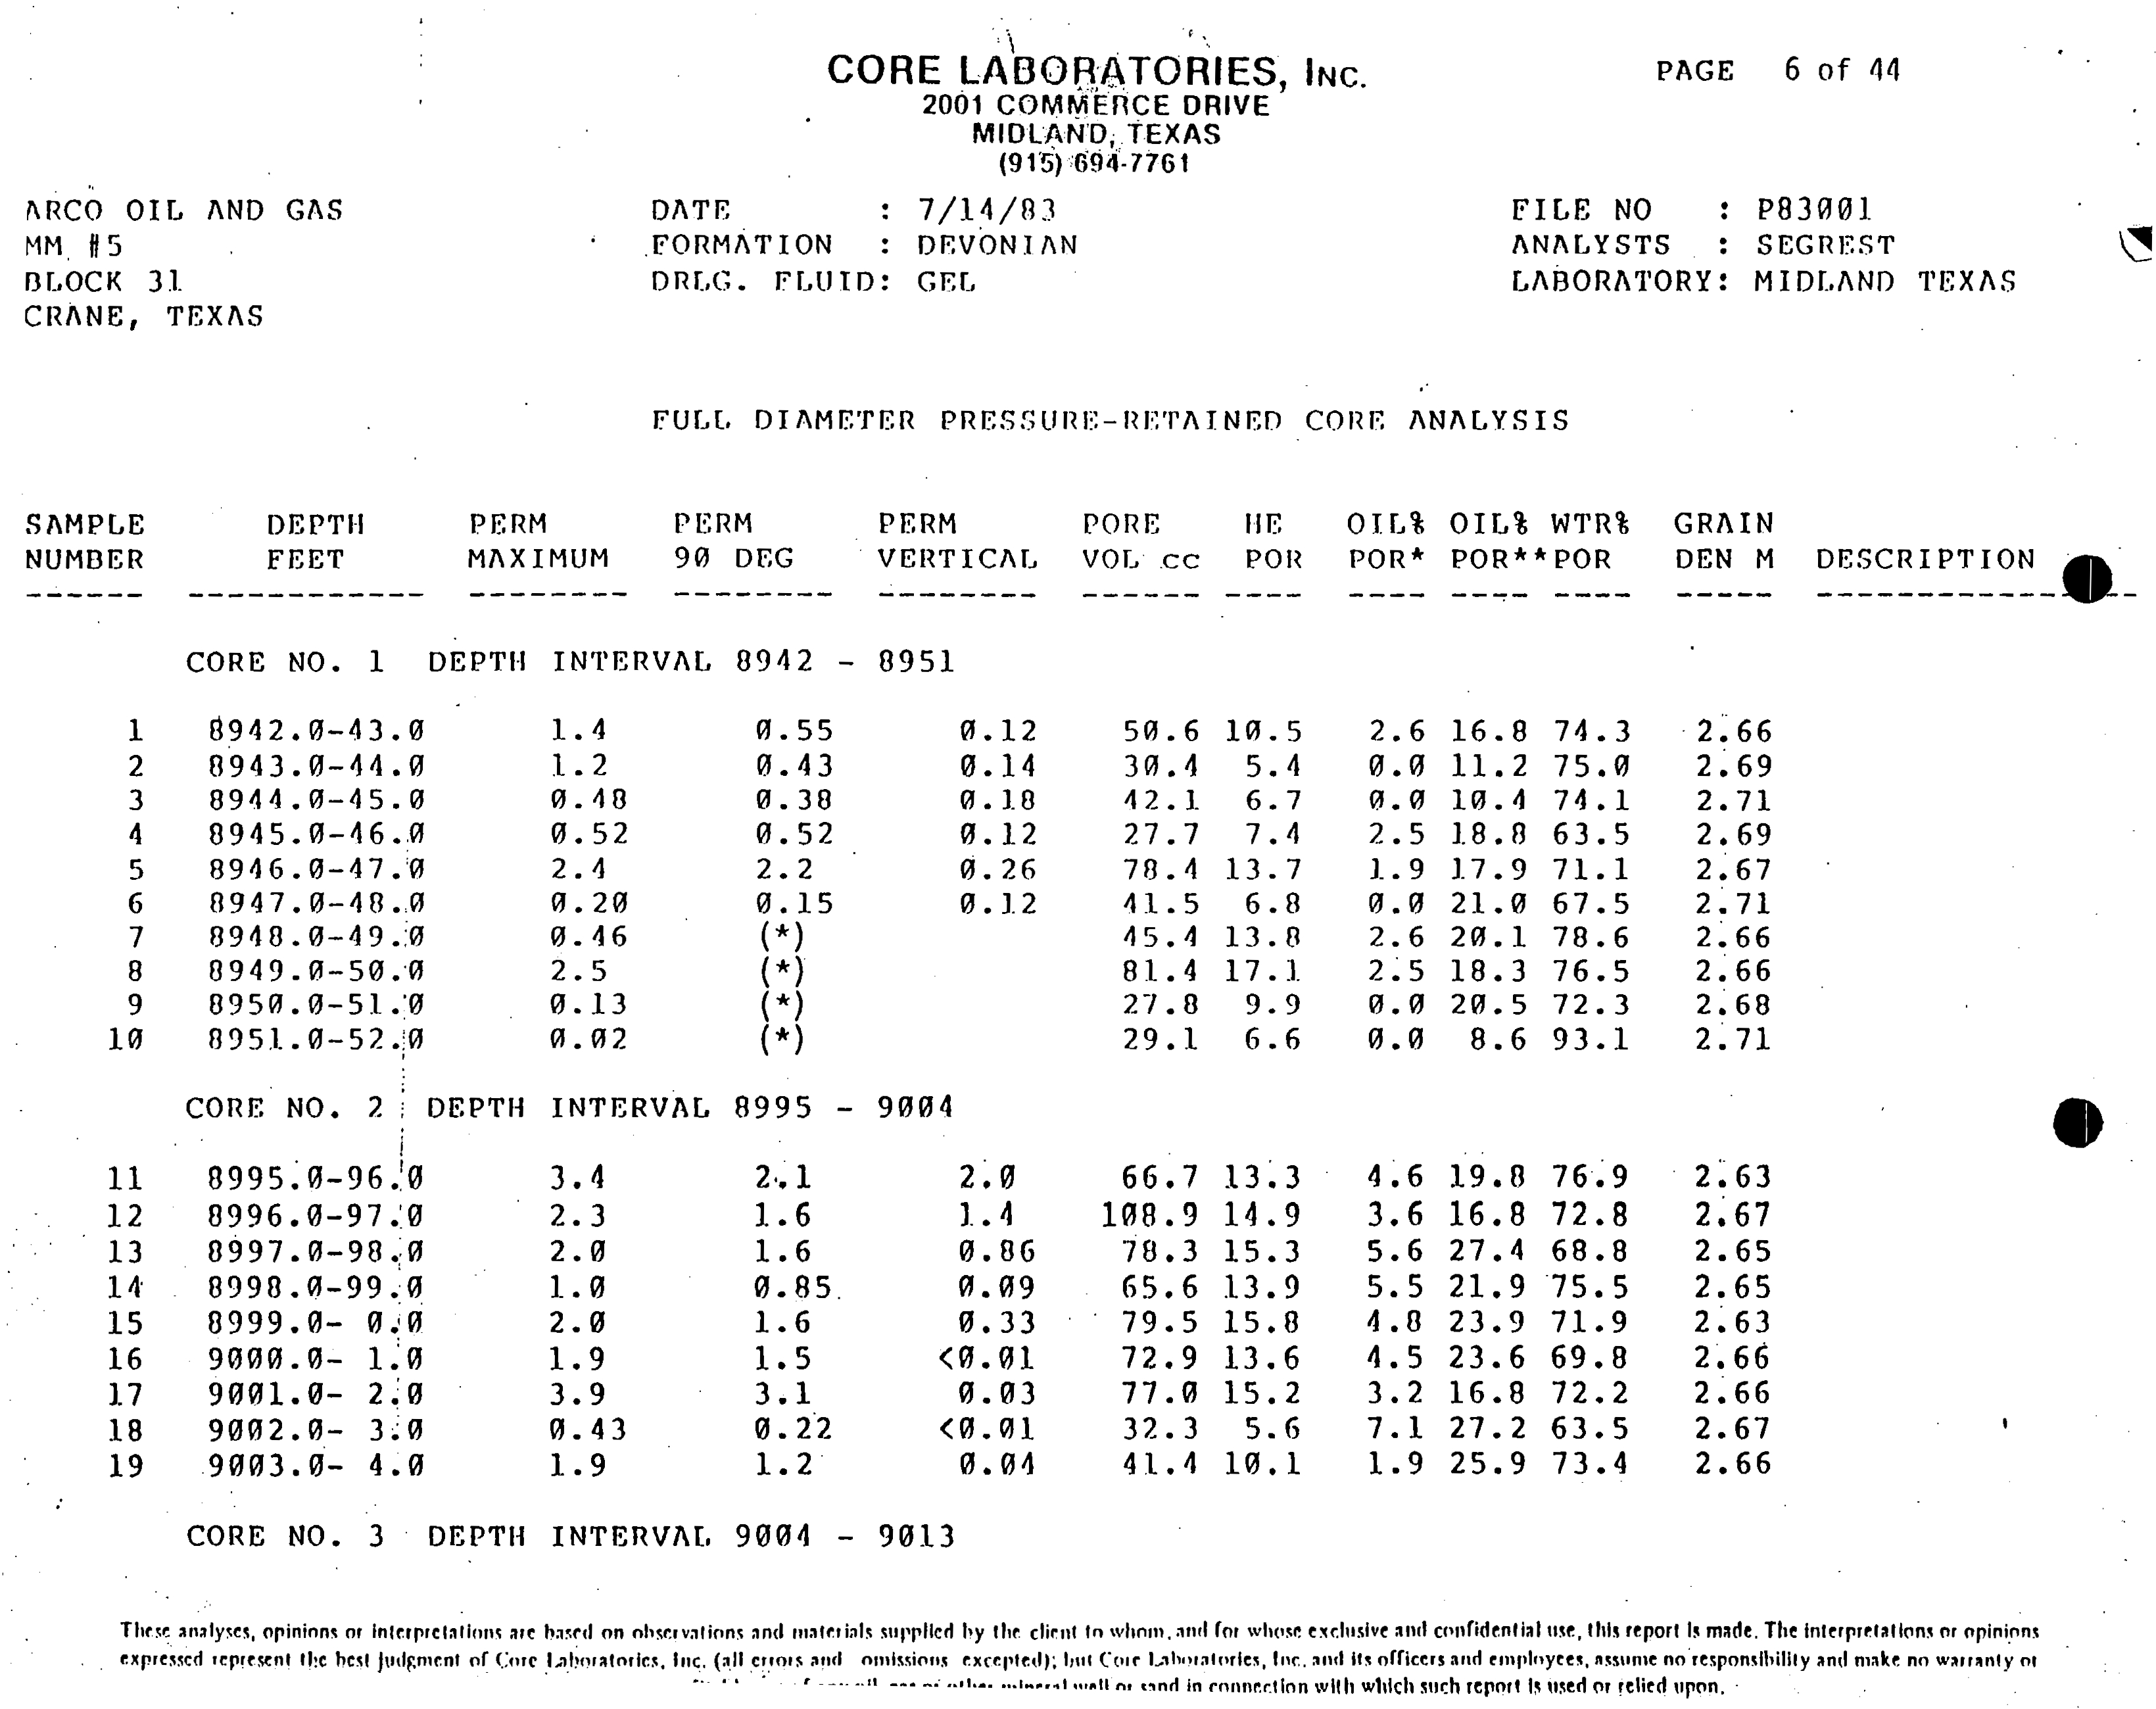 CORE LABORATORIES, INC.
PAGE 6 of 44
2001 COMMERCE DRIVE
MIDLAND, TEXAS
(915) 694-7761
ARCO OIL AND GAS DATE : 7/14/83 FILE NO : P83001
MM #5 FORMATION : DEVONIAN ANALYSTS : SEGREST
BLOCK 31 DRLG. FLUID: GEL LABORATORY: MIDLAND TEXAS
CRANE, TEXAS
FULL DIAMETER PRESSURE-RETAINED CORE ANALYSIS
SAMPLE DEPTH PERM PERM PERM PORE HE OIL% OIL% WTR% GRAIN
NUMBER FEET MAXIMUM 90 DEG VERTICAL VOL cc POR POR* POR** POR DEN M DESCRIPTION
CORE NO. 1 DEPTH INTERVAL 8942 - 8951
1 8942.0-43.0 1.4 0.55 0.12 50.6 10.5 2.6 16.8 74.3 2.66
2 8943.0-44.0 1.2 0.43 0.14 30.4 5.4 0.0 11.2 75.0 2.69
3 8944.0-45.0 0.48 0.38 0.18 42.1 6.7 0.0 10.4 74.1 2.71
4 8945.0-46.0 0.52 0.52 0.12 27.7 7.4 2.5 18.8 63.5 2.69
5 8946.0-47.0 2.4 2.2 0.26 78.4 13.7 1.9 17.9 71.1 2.67
6 8947.0-48.0 0.20 0.15 0.12 41.5 6.8 0.0 21.0 67.5 2.71
7 8948.0-49.0 0.46 (*) 45.4 13.8 2.6 20.1 78.6 2.66
8 8949.0-50.0 2.5 (*) 81.4 17.1 2.5 18.3 76.5 2.66
9 8950.0-51.0 0.13 (*) 27.8 9.9 0.0 20.5 72.3 2.68
10 8951.0-52.0 0.02 (*) 29.1 6.6 0.0 8.6 93.1 2.71
CORE NO. 2 DEPTH INTERVAL 8995 - 9004
11 8995.0-96.0 3.4 2.1 2.0 66.7 13.3 4.6 19.8 76.9 2.63
12 8996.0-97.0 2.3 1.6 1.4 108.9 14.9 3.6 16.8 72.8 2.67
13 8997.0-98.0 2.0 1.6 0.86 78.3 15.3 5.6 27.4 68.8 2.65
14 8998.0-99.0 1.0 0.85 0.09 65.6 13.9 5.5 21.9 75.5 2.65
15 8999.0- 0.0 2.0 1.6 0.33 79.5 15.8 4.8 23.9 71.9 2.63
16 9000.0- 1.0 1.9 1.5 <0.01 72.9 13.6 4.5 23.6 69.8 2.66
17 9001.0- 2.0 3.9 3.1 0.03 77.0 15.2 3.2 16.8 72.2 2.66
18 9002.0- 3.0 0.43 0.22 <0.01 32.3 5.6 7.1 27.2 63.5 2.67
19 9003.0- 4.0 1.9 1.2 0.04 41.4 10.1 1.9 25.9 73.4 2.66
CORE NO. 3 DEPTH INTERVAL 9004 - 9013
These analyses, opinions or interpretations are based on observations and materials supplied by the client to whom, and for whose exclusive and confidential use, this report is made. The interpretations or opinions
expressed represent the best judgment of Core Laboratories, Inc. (all errors and omissions excepted); but Core Laboratories, Inc. and its officers and employees, assume no responsibility and make no warranty or
other mineral well or sand in connection with which such report is used or relied upon.